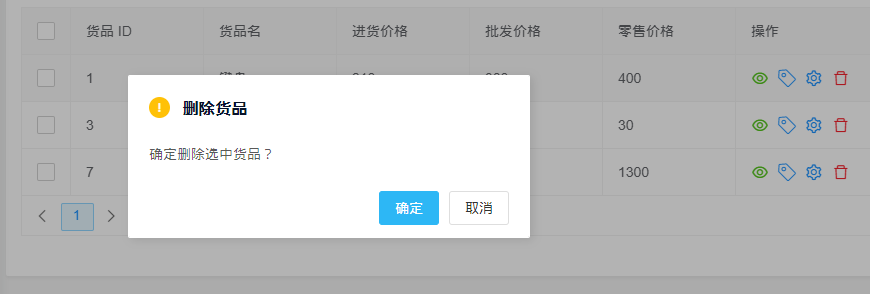 货品 ID 货品名 进货价格 批发价格 零售价格 操作
1 400
删除货品
3 30
确定删除选中货品？
7 1300
确定 取消
1